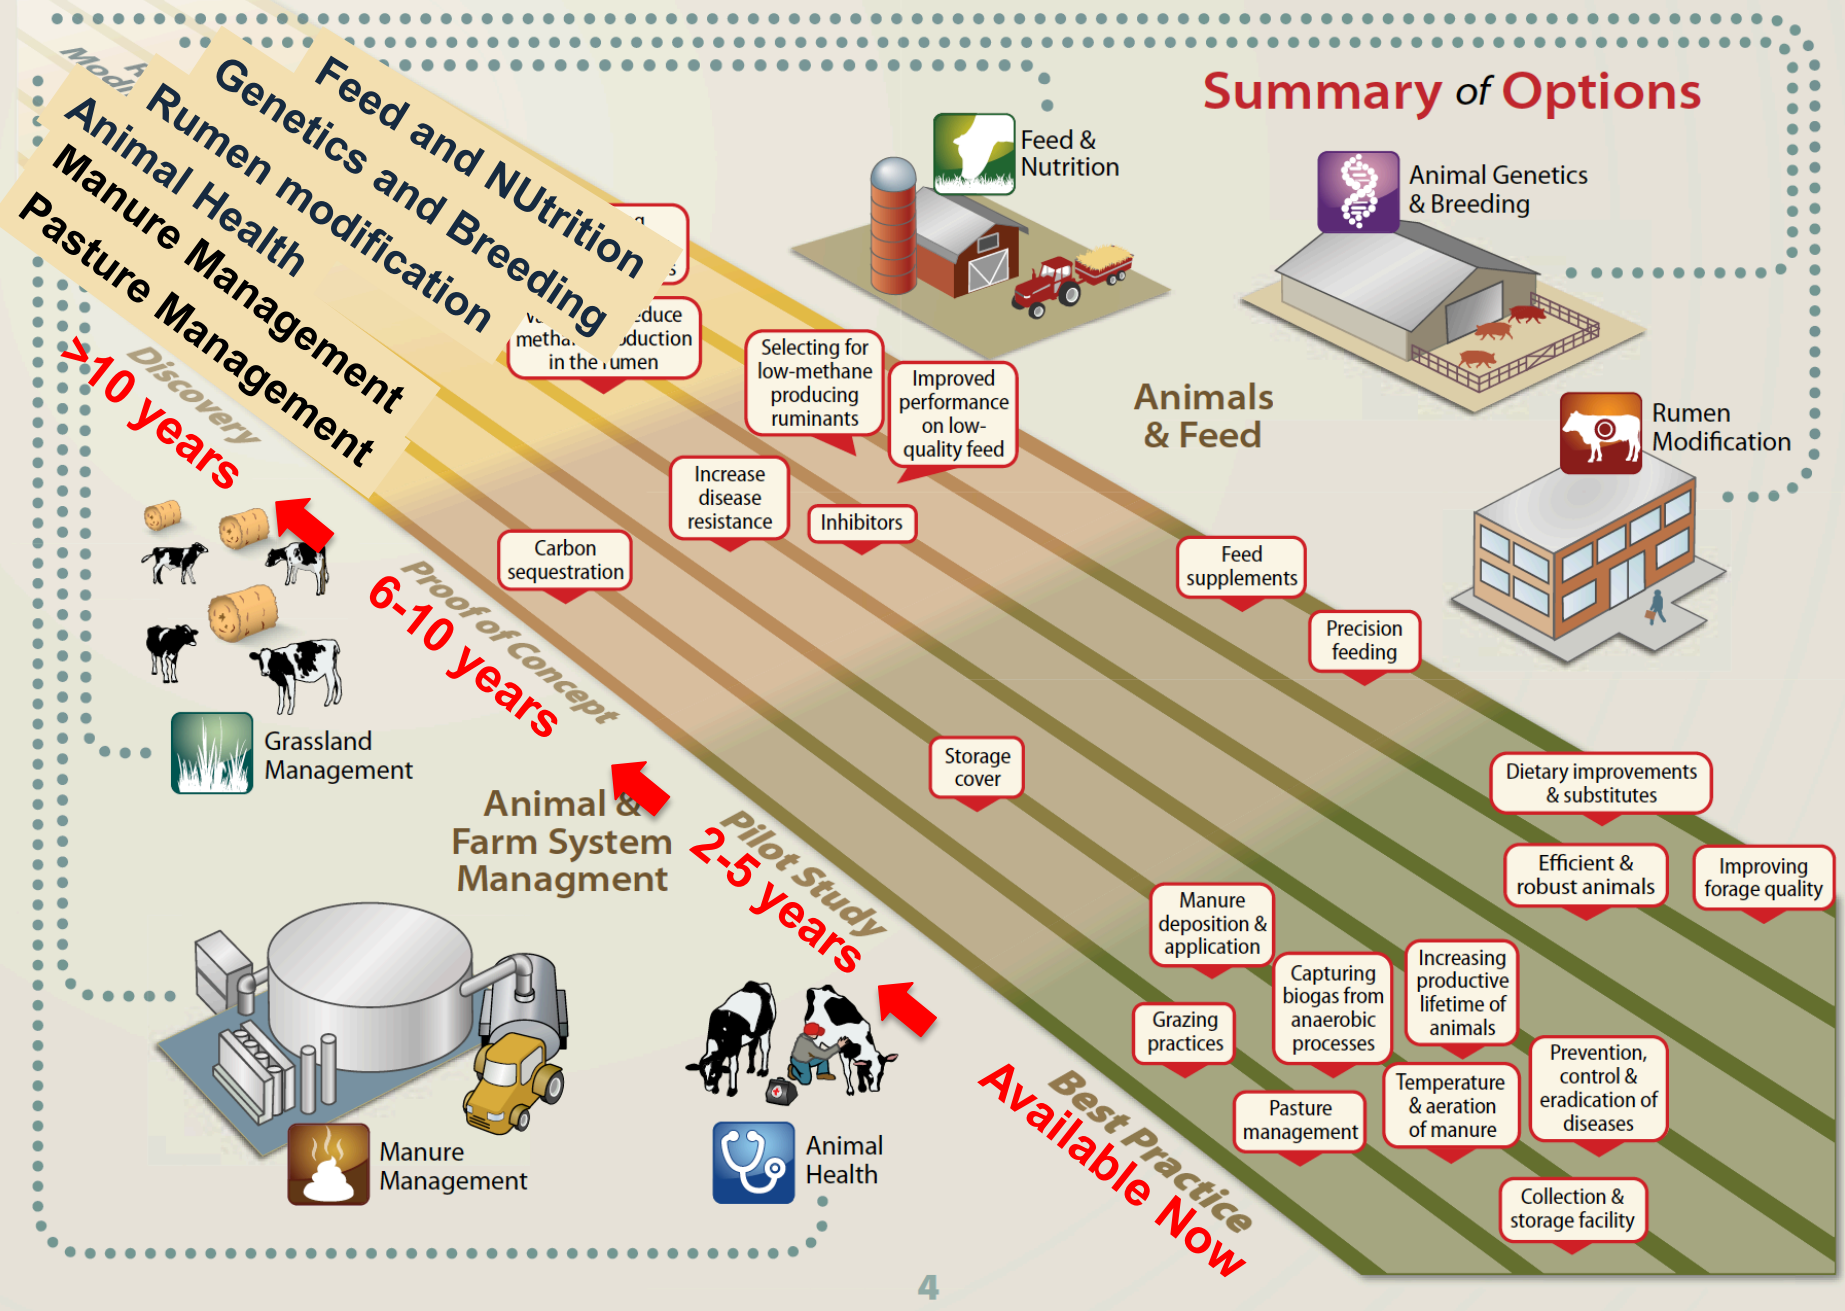 Summary of Options
Modi
Feed and NUtrition
Genetics and Breeding
Rumen modification
Animal Health
Manure Management
Pasture Management
Feed &
Nutrition
Animal Genetics
& Breeding
Rumen
Modification
Animals
& Feed
educe
in the rumen
Selecting for
low-methane
producing
ruminants
Improved
performance
on low-
quality feed
Increase
disease
resistance
Inhibitors
Carbon
sequestration
Feed
supplements
Precision
feeding
Storage
cover
Dietary improvements
& substitutes
Efficient &
robust animals
Improving
forage quality
Manure
deposition &
application
Capturing
biogas from
anaerobic
processes
Increasing
productive
lifetime of
animals
Grazing
practices
Pasture
management
Temperature
& aeration
of manure
Prevention,
control &
eradication of
diseases
Collection &
storage facility
Discovery
>10 years
Proof of Concept
6-10 years
Pilot Study
2-5 years
Best Practice
Available Now
Grassland
Management
Animal &
Farm System
Managment
Manure
Management
Animal
Health
4